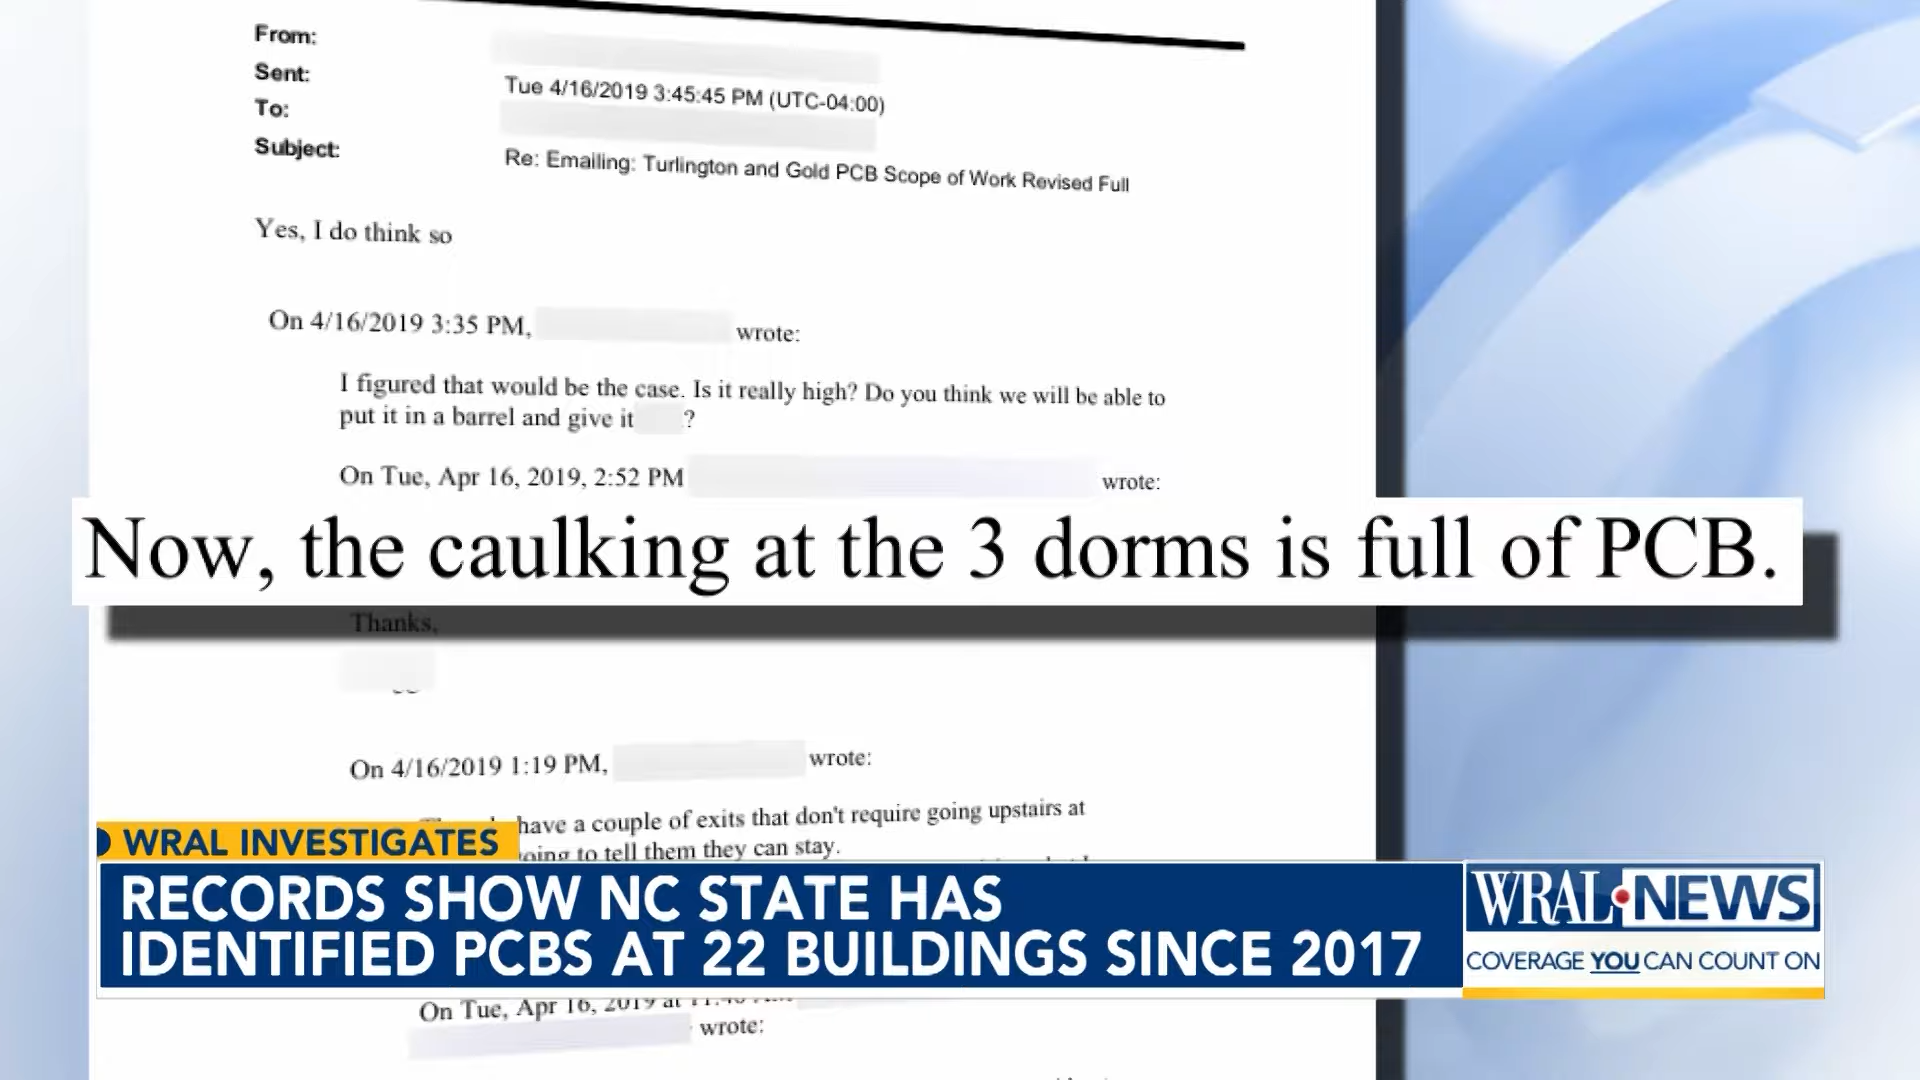 From:
Sent: Tue 4/16/2019 3:45:45 PM (UTC-04:00)
To:
Subject: Re: Emailing: Turlington and Gold PCB Scope of Work Revised Full
Yes, I do think so
On 4/16/2019 3:35 PM, wrote:
I figured that would be the case. Is it really high? Do you think we will be able to
put it in a barrel and give it ?
On Tue, Apr 16, 2019, 2:52 PM wrote:
Now, the caulking at the 3 dorms is full of PCB.
Thanks,
On 4/16/2019 1:19 PM, wrote:
have a couple of exits that don't require going upstairs at
to tell them they can stay.
WRAL INVESTIGATES
RECORDS SHOW NC STATE HAS
IDENTIFIED PCBS AT 22 BUILDINGS SINCE 2017
WRAL NEWS
COVERAGE YOU CAN COUNT ON
On Tue, Apr 16, 2019 at
wrote: